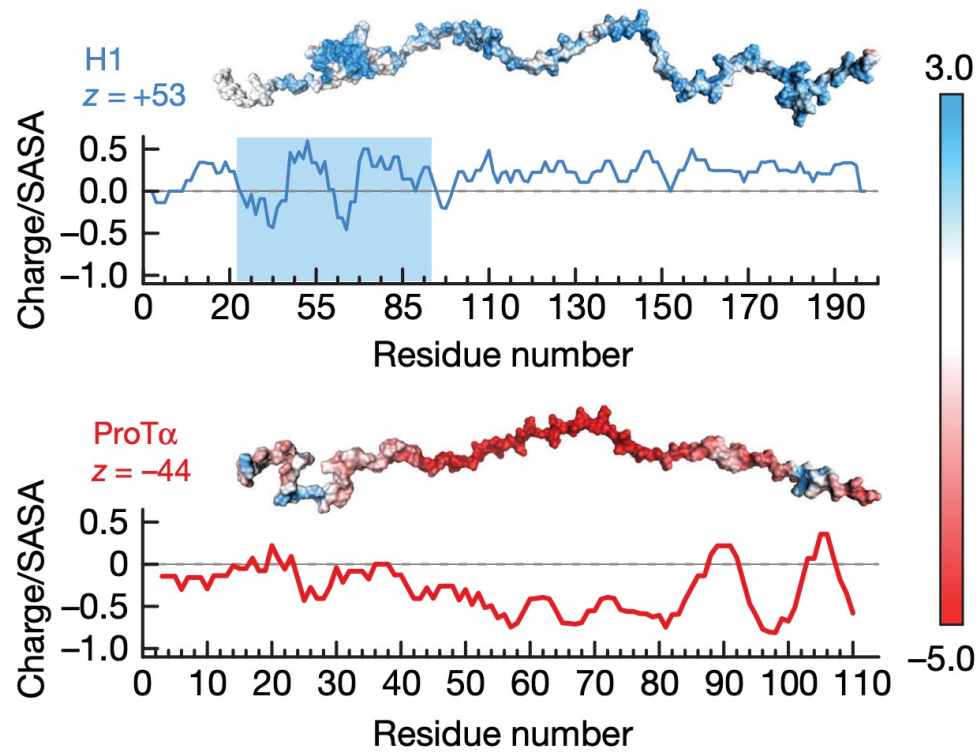 H1
z = +53
Charge/SASA
0.5
0.0
−0.5
−1.0
0 20 55 85 110 130 150 170 190
Residue number
ProTα
z = −44
Charge/SASA
0.5
0
−0.5
−1.0
0 10 20 30 40 50 60 70 80 90 100 110
Residue number
3.0
−5.0